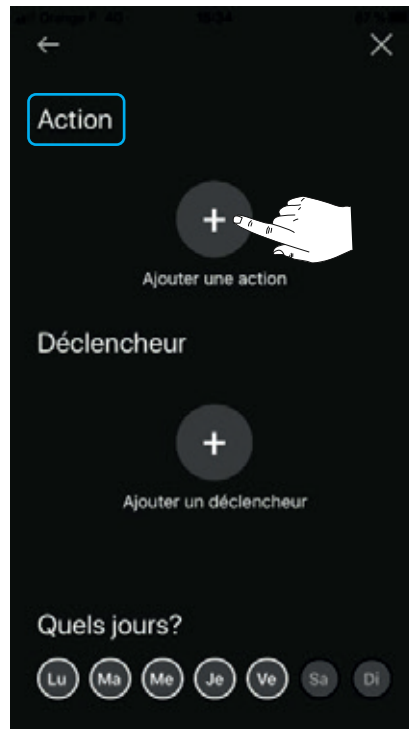 Action
Ajouter une action
Déclencheur
Ajouter un déclencheur
Quels jours?
Lu Ma Me Je Ve Sa Di